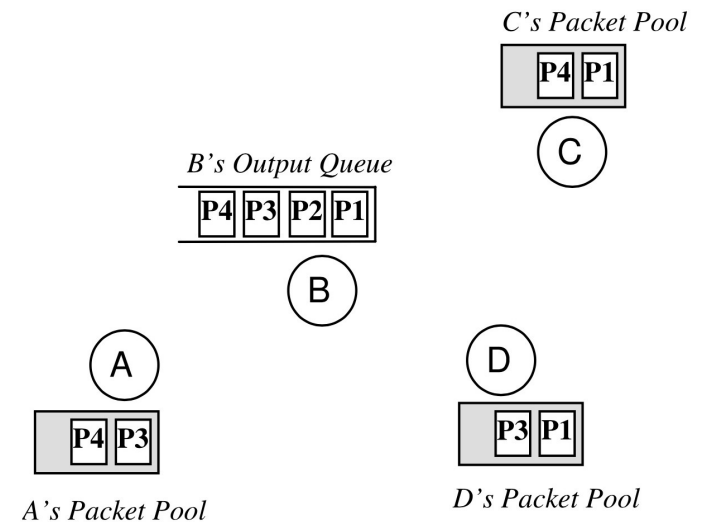 C's Packet Pool
P4 P1
C
B's Output Queue
P4 P3 P2 P1
B
A
D
P4 P3
P3 P1
A's Packet Pool
D's Packet Pool